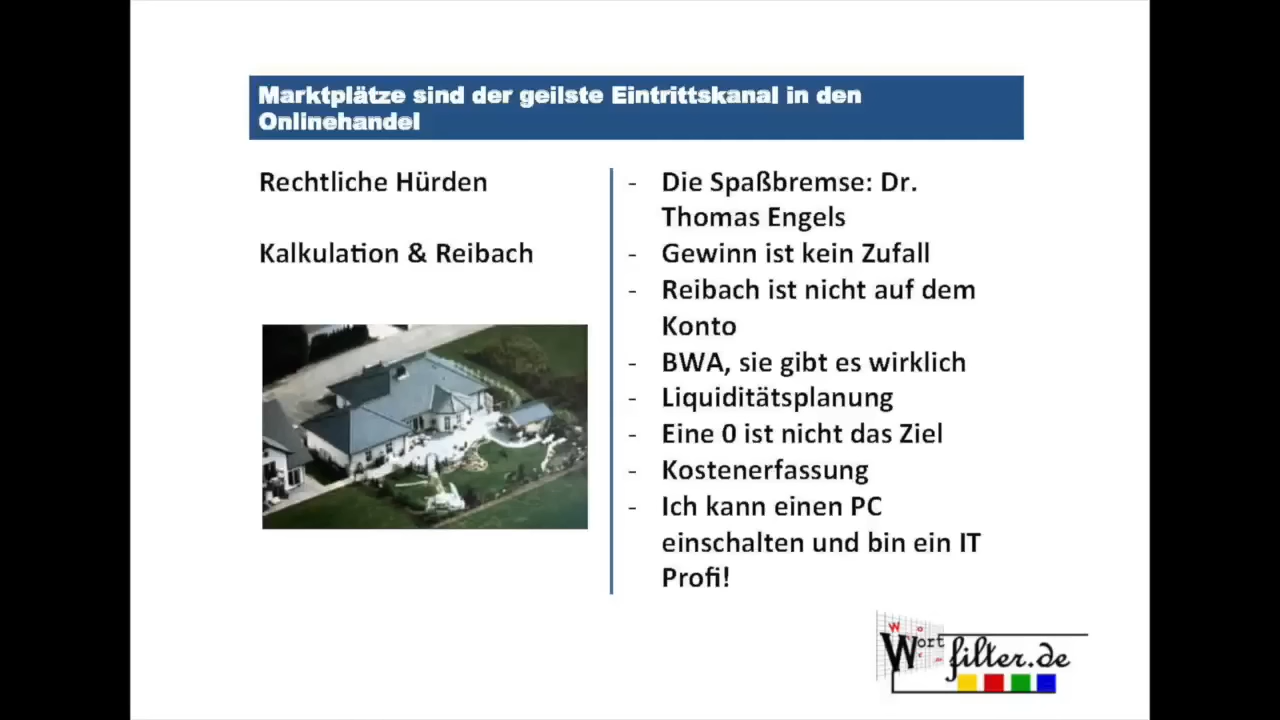 Marktplätze sind der geilste Eintrittskanal in den
Onlinehandel
Rechtliche Hürden
Kalkulation & Reibach
- Die Spaßbremse: Dr.
Thomas Engels
- Gewinn ist kein Zufall
- Reibach ist nicht auf dem
Konto
- BWA, sie gibt es wirklich
- Liquiditätsplanung
- Eine 0 ist nicht das Ziel
- Kostenerfassung
- Ich kann einen PC
einschalten und bin ein IT
Profi!
Wortfilter.de